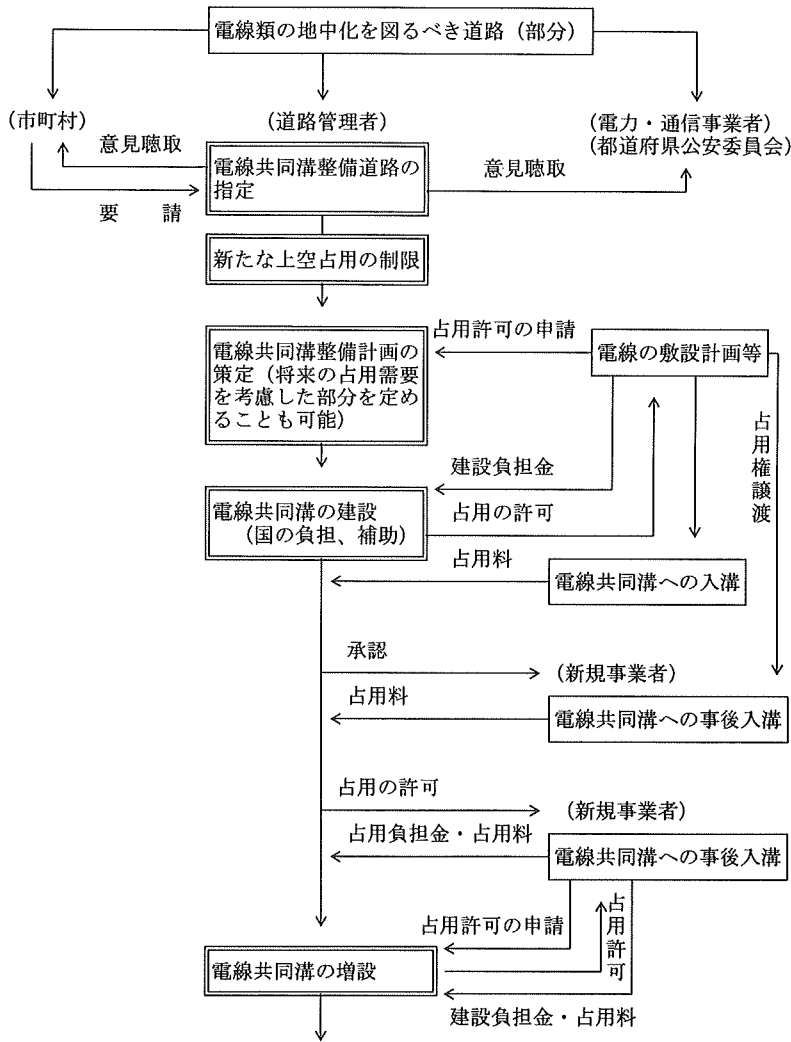 電線類の地中化を図るべき道路（部分）
（市町村）
（道路管理者）
（電力・通信事業者）
（都道府県公安委員会）
意見聴取
電線共同溝整備道路の
指定
意見聴取
要　　請
新たな上空占用の制限
占用許可の申請
電線共同溝整備計画の
策定（将来の占用需要
を考慮した部分を定め
ることも可能）
電線の敷設計画等
占用権譲渡
建設負担金
電線共同溝の建設
（国の負担、補助）
占用の許可
占用料
電線共同溝への入溝
承認
（新規事業者）
占用料
電線共同溝への事後入溝
占用の許可
（新規事業者）
占用負担金・占用料
電線共同溝への事後入溝
占用許可の申請
占用許可
電線共同溝の増設
建設負担金・占用料